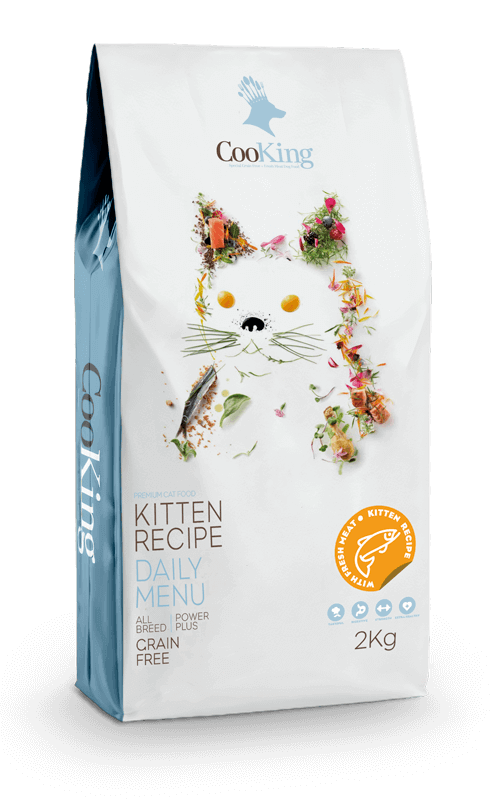 CooKing
CooKing
PREMIUM CAT FOOD
KITTEN
RECIPE
DAILY
MENU
ALL
BREED
POWER
PLUS
GRAIN
FREE
WITH FRESH MEAT • KITTEN RECIPE
2Kg